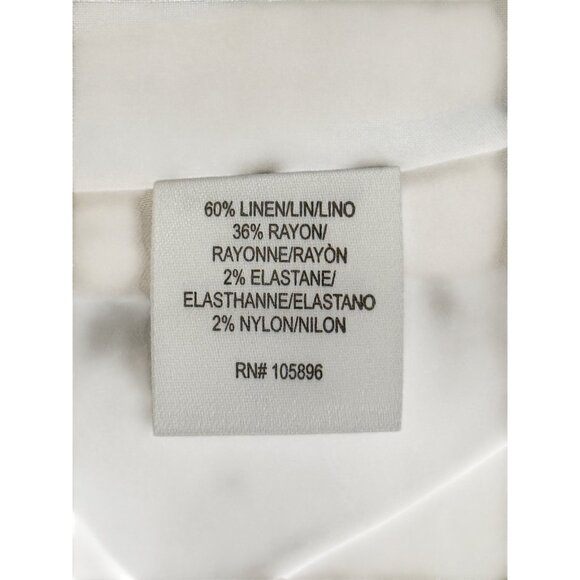 60% LINEN/LIN/LINO
36% RAYON/
RAYONNE/RAYÒN
2% ELASTANE/
ELASTHANNE/ELASTANO
2% NYLON/NILON
RN# 105896